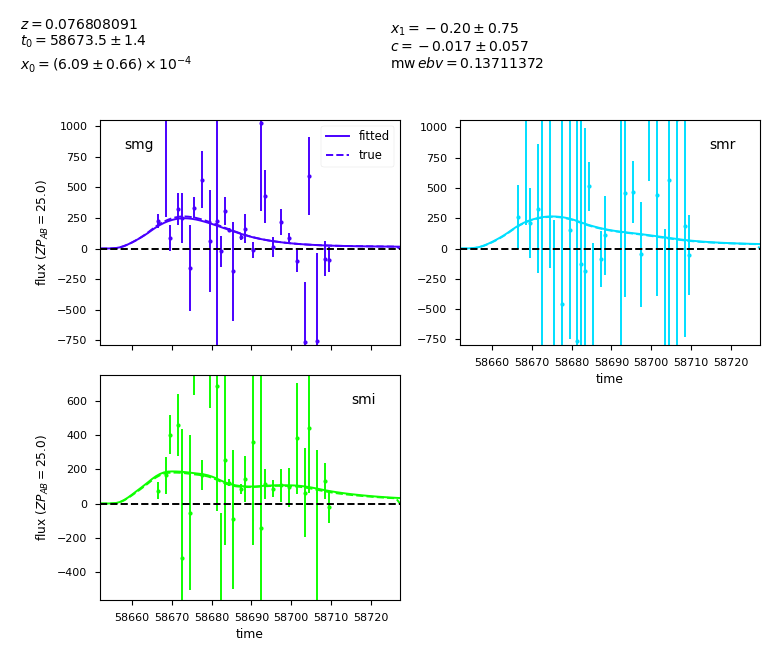 z = 0.076808091
t0 = 58673.5 ± 1.4
x0 = (6.09 ± 0.66) × 10^−4
x1 = −0.20 ± 0.75
c = −0.017 ± 0.057
mw ebv = 0.13711372
smg
fitted
true
1000
750
500
250
0
−250
−500
−750
flux (ZP_AB = 25.0)
smr
1000
750
500
250
0
−250
−500
−750
58660 58670 58680 58690 58700 58710 58720
time
smi
600
400
200
0
−200
−400
flux (ZP_AB = 25.0)
58660 58670 58680 58690 58700 58710 58720
time